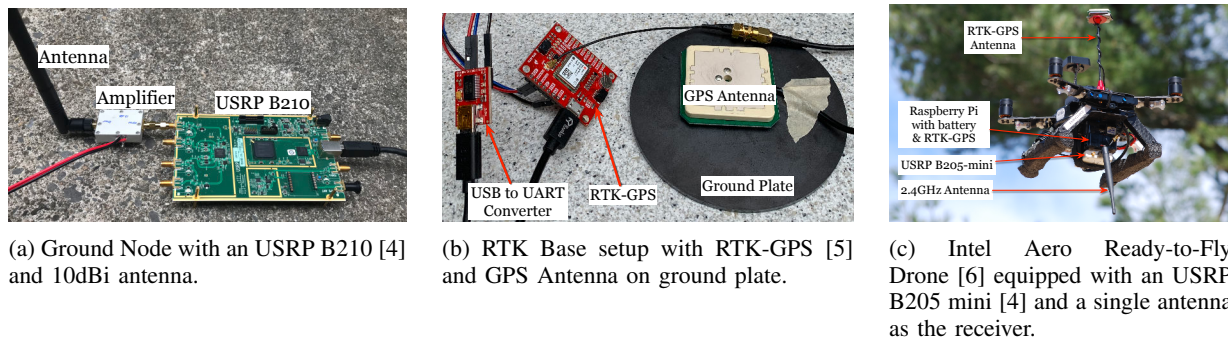 Antenna
Amplifier
USRP B210
(a) Ground Node with an USRP B210 [4]
and 10dBi antenna.
GPS Antenna
Ground Plate
USB to UART
Converter
RTK-GPS
(b) RTK Base setup with RTK-GPS [5]
and GPS Antenna on ground plate.
RTK-GPS
Antenna
Raspberry Pi
with battery
& RTK-GPS
USRP B205-mini
2.4GHz Antenna
(c) Intel Aero Ready-to-Fly
Drone [6] equipped with an USRP
B205 mini [4] and a single antenna
as the receiver.